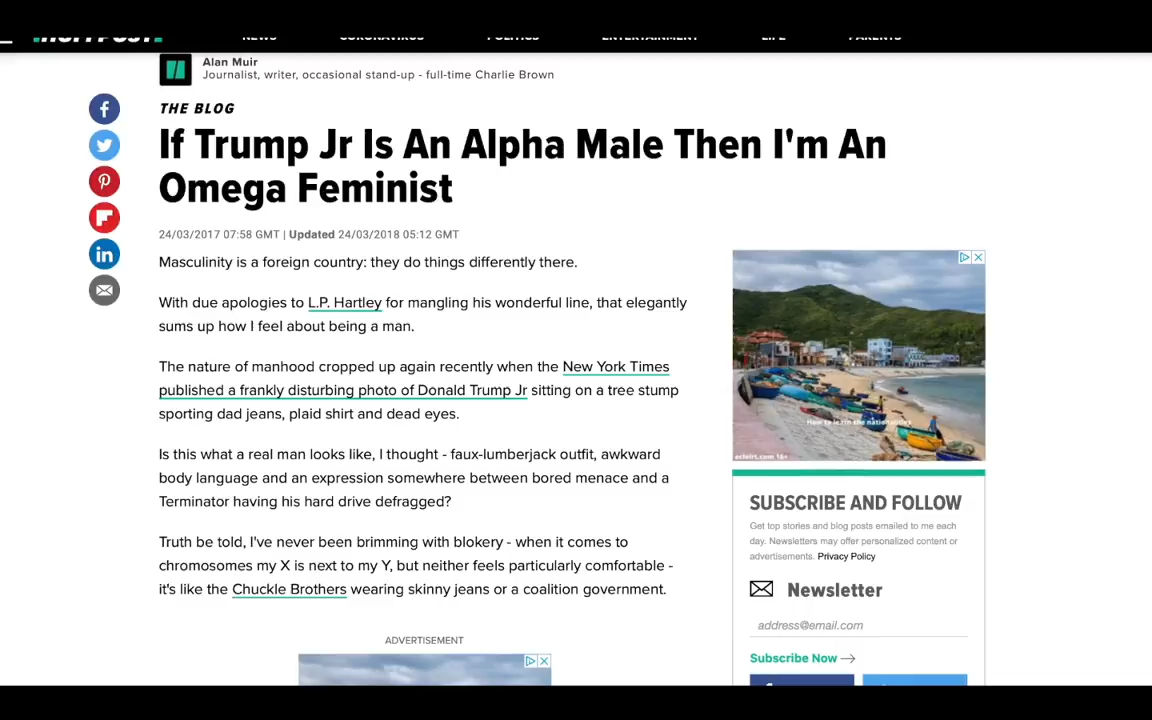 HUFFPOST
NEWS CORONAVIRUS POLITICS ENTERTAINMENT LIFE PARENTS
Alan Muir
Journalist, writer, occasional stand-up - full-time Charlie Brown
THE BLOG
If Trump Jr Is An Alpha Male Then I'm An
Omega Feminist
24/03/2017 07:58 GMT | Updated 24/03/2018 05:12 GMT
Masculinity is a foreign country: they do things differently there.
With due apologies to L.P. Hartley for mangling his wonderful line, that elegantly
sums up how I feel about being a man.
The nature of manhood cropped up again recently when the New York Times
published a frankly disturbing photo of Donald Trump Jr sitting on a tree stump
sporting dad jeans, plaid shirt and dead eyes.
Is this what a real man looks like, I thought - faux-lumberjack outfit, awkward
body language and an expression somewhere between bored menace and a
Terminator having his hard drive defragged?
Truth be told, I've never been brimming with blokery - when it comes to
chromosomes my X is next to my Y, but neither feels particularly comfortable -
it's like the Chuckle Brothers wearing skinny jeans or a coalition government.
ADVERTISEMENT
SUBSCRIBE AND FOLLOW
Get top stories and blog posts emailed to me each
day. Newsletters may offer personalized content or
advertisements. Privacy Policy
Newsletter
address@email.com
Subscribe Now